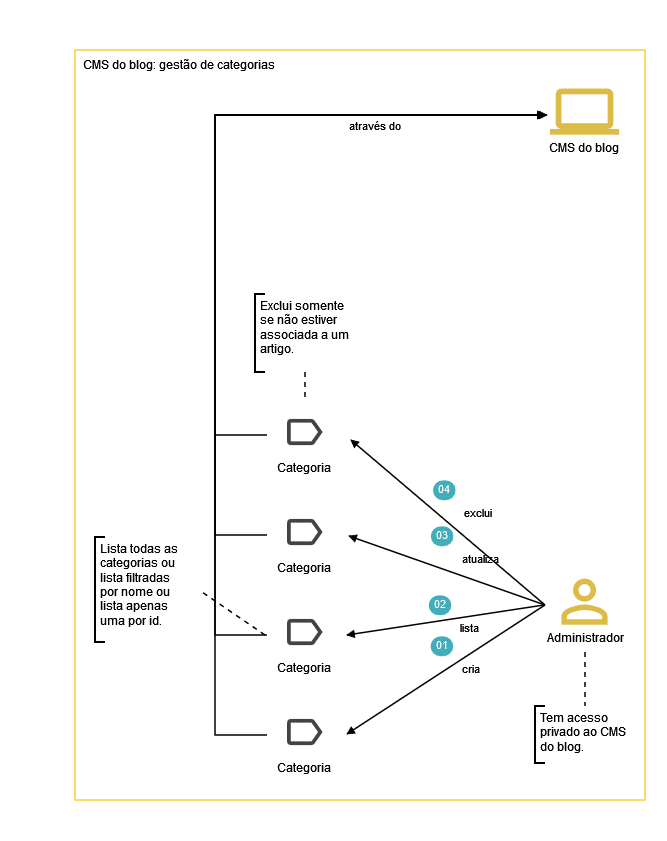 CMS do blog: gestão de categorias
através do
CMS do blog
Exclui somente
se não estiver
associada a um
artigo.
Categoria
04
exclui
03
atualiza
Categoria
Lista todas as
categorias ou
lista filtradas
por nome ou
lista apenas
uma por id.
02
lista
01
cria
Categoria
Administrador
Tem acesso
privado ao CMS
do blog.
Categoria